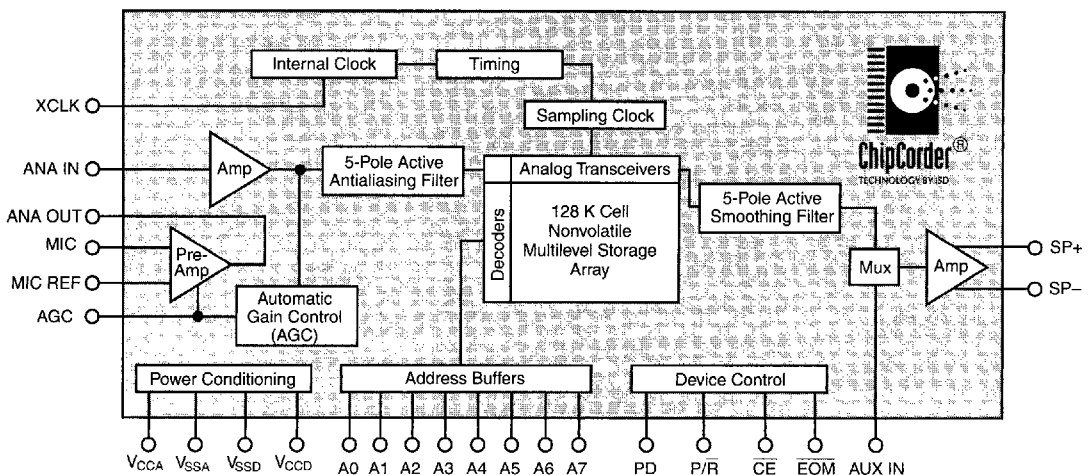 Internal Clock
Timing
XCLK
Sampling Clock
ChipCorder®
TECHNOLOGY BY ISD
ANA IN
Amp
5-Pole Active
Antialiasing Filter
Analog Transceivers
Decoders
128 K Cell
Nonvolatile
Multilevel Storage
Array
5-Pole Active
Smoothing Filter
ANA OUT
MIC
Pre-
Amp
MIC REF
AGC
Automatic
Gain Control
(AGC)
Mux
Amp
SP+
SP–
Power Conditioning
Address Buffers
Device Control
VCCA VSSA VSSD VCCD A0 A1 A2 A3 A4 A5 A6 A7 PD P/R̅ C̅E̅ E̅O̅M̅ AUX IN